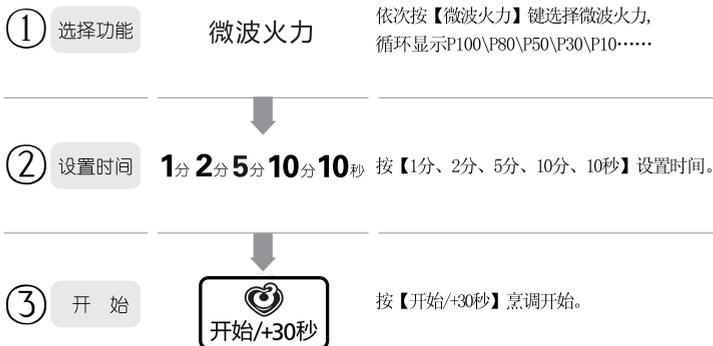 ① 选择功能 微波火力 依次按【微波火力】键选择微波火力,
循环显示P100\P80\P50\P30\P10……
② 设置时间 1分 2分 5分 10分 10秒 按【1分、2分、5分、10分、10秒】设置时间。
③ 开 始 开始/+30秒 按【开始/+30秒】烹调开始。